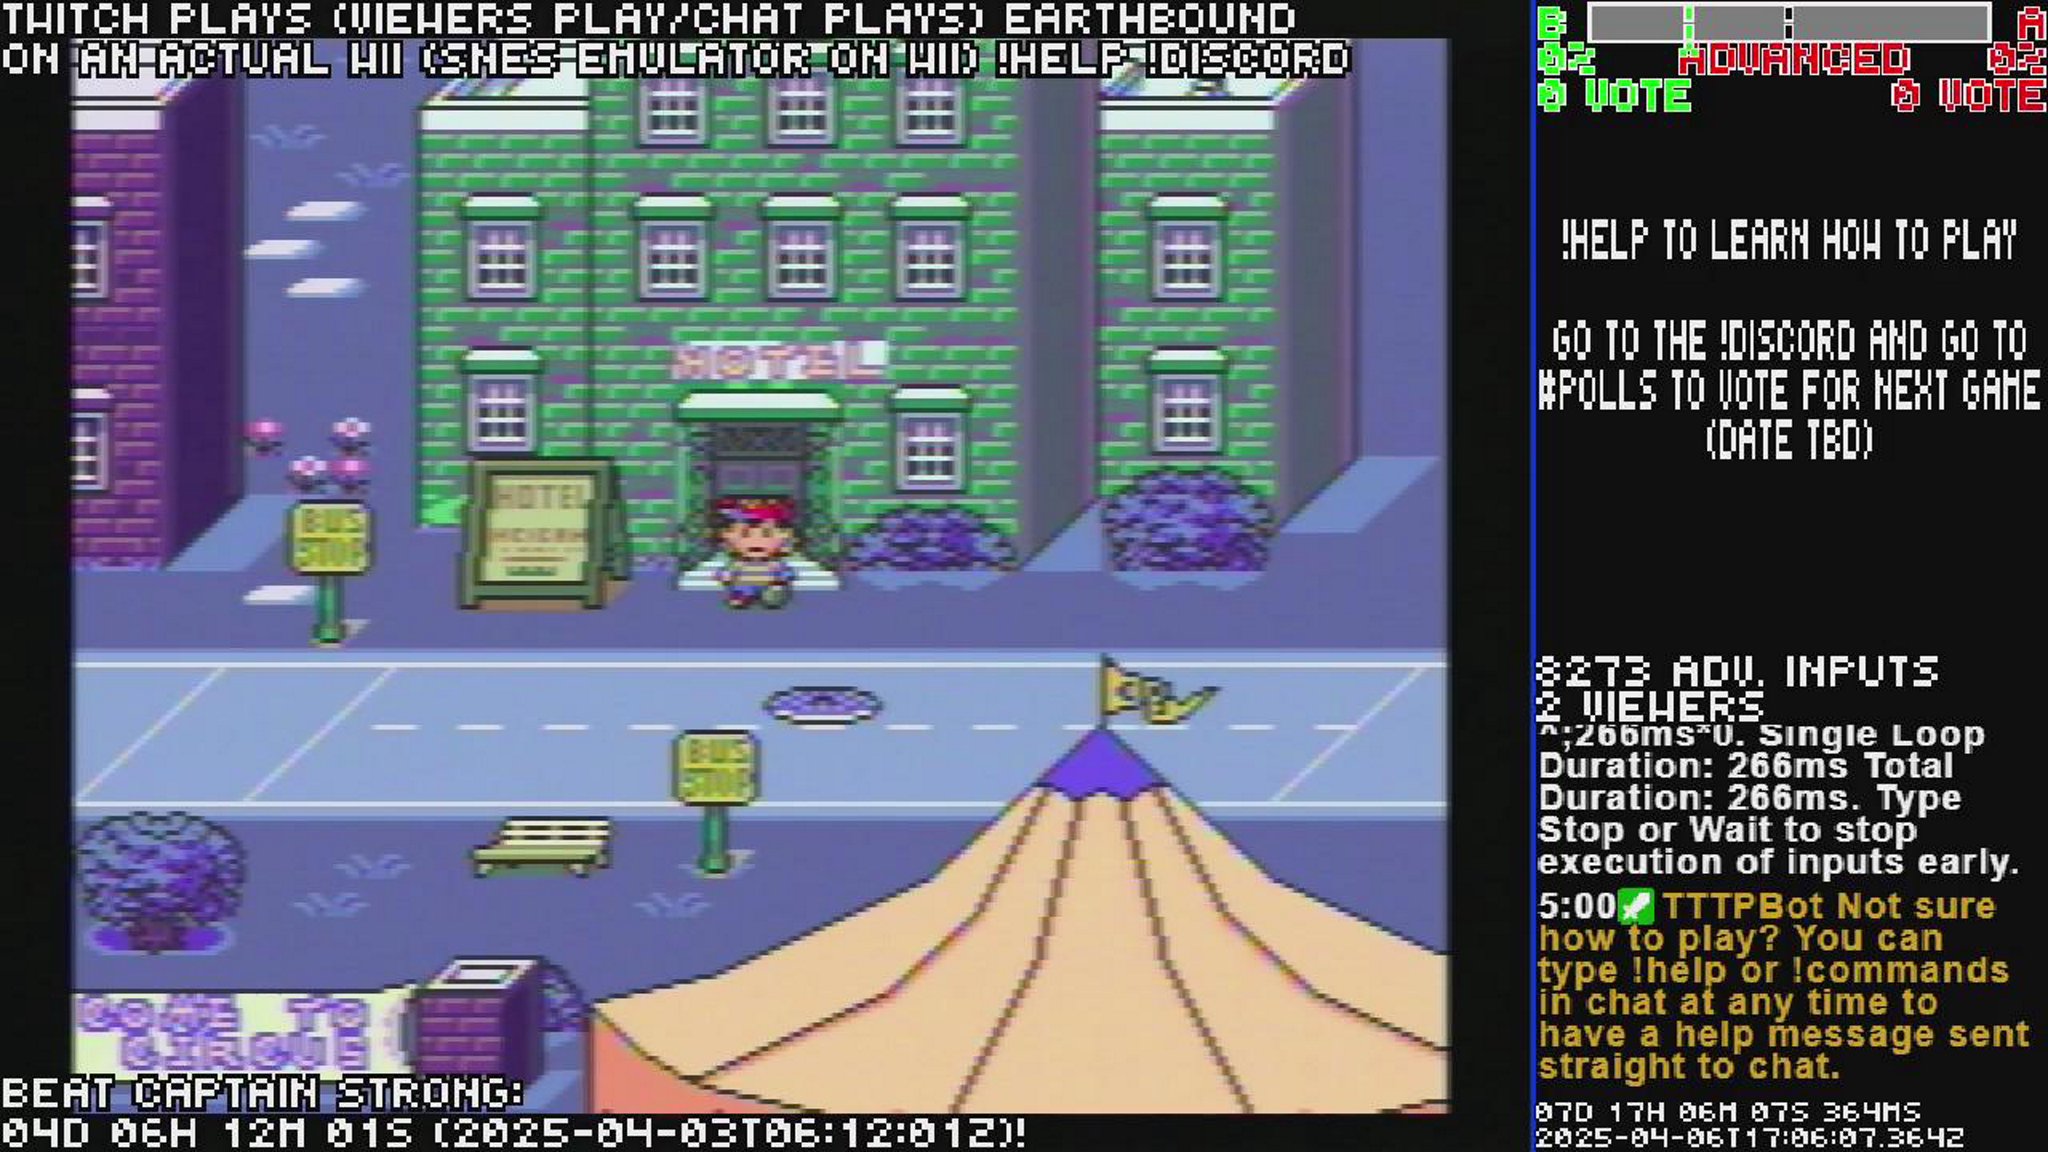 TWITCH PLAYS (VIEWERS PLAY/CHAT PLAYS) EARTHBOUND
ON AN ACTUAL WII (SNES EMULATOR ON WII) !HELP !DISCORD
B
A
0%
ADVANCED
0%
0 VOTE
0 VOTE
!HELP TO LEARN HOW TO PLAY
GO TO THE !DISCORD AND GO TO
#POLLS TO VOTE FOR NEXT GAME
(DATE TBD)
HOTEL
HOTEL
BUS
STOP
BUS
STOP
COME TO
CIRCUS
8273 ADV. INPUTS
2 VIEWERS
^;266ms*0. Single Loop
Duration: 266ms Total
Duration: 266ms. Type
Stop or Wait to stop
execution of inputs early.
5:00 TTTPBot Not sure
how to play? You can
type !help or !commands
in chat at any time to
have a help message sent
straight to chat.
BEAT CAPTAIN STRONG:
04D 06H 12M 01S (2025-04-03T06:12:01Z)!
07D 17H 06M 07S 364MS
2025-04-06T17:06:07.364Z